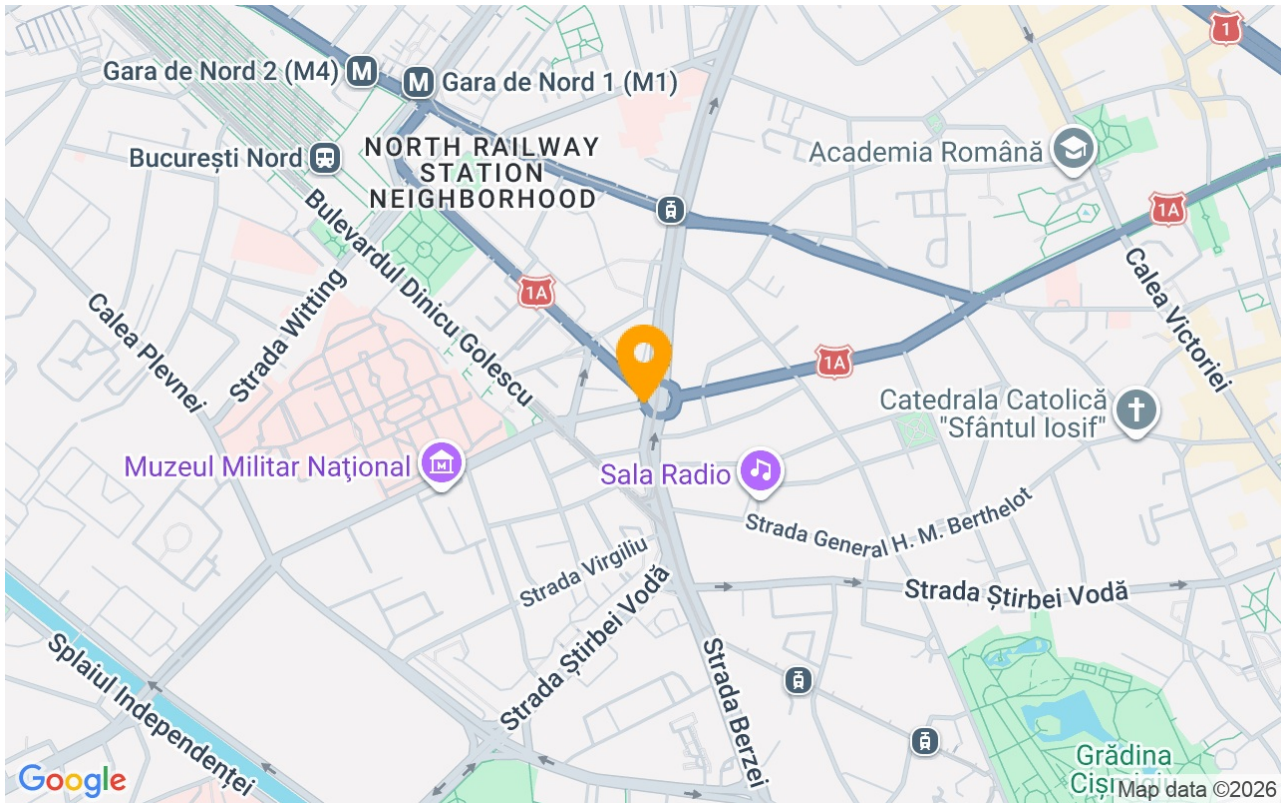 1
Gara de Nord 2 (M4)
M
M
Gara de Nord 1 (M1)
București Nord
NORTH RAILWAY
STATION
NEIGHBORHOOD
Academia Română
1A
Bulevardul Dinicu Golescu
Strada Witting
Calea Plevnei
1A
Calea Victoriei
1A
Catedrala Catolică
"Sfântul Iosif"
Muzeul Militar Naţional
M
Sala Radio
Strada General H. M. Berthelot
Strada Virgiliu
Strada Știrbei Vodă
Strada Știrbei Vodă
Splaiul Independenței
Strada Berzei
Grădina
Cișmigiu
Google
Map data ©2026